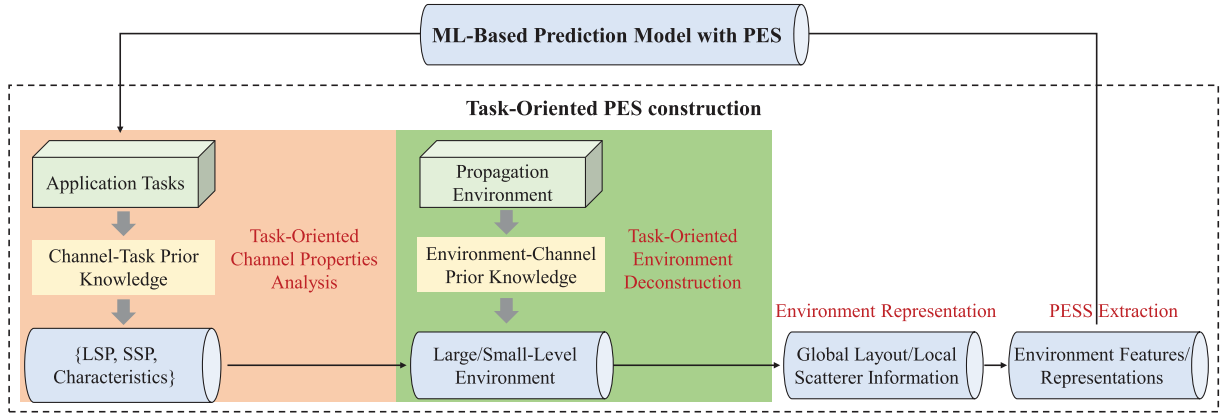 ML-Based Prediction Model with PES
Task-Oriented PES construction
Application Tasks
Channel-Task Prior
Knowledge
{LSP, SSP,
Characteristics}
Task-Oriented
Channel Properties
Analysis
Propagation
Environment
Environment-Channel
Prior Knowledge
Large/Small-Level
Environment
Task-Oriented
Environment
Deconstruction
Environment Representation
Global Layout/Local
Scatterer Information
PESS Extraction
Environment Features/
Representations